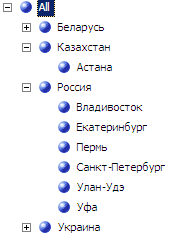 All
Беларусь
Казахстан
Астана
Россия
Владивосток
Екатеринбург
Пермь
Санкт-Петербург
Улан-Удэ
Уфа
Украина